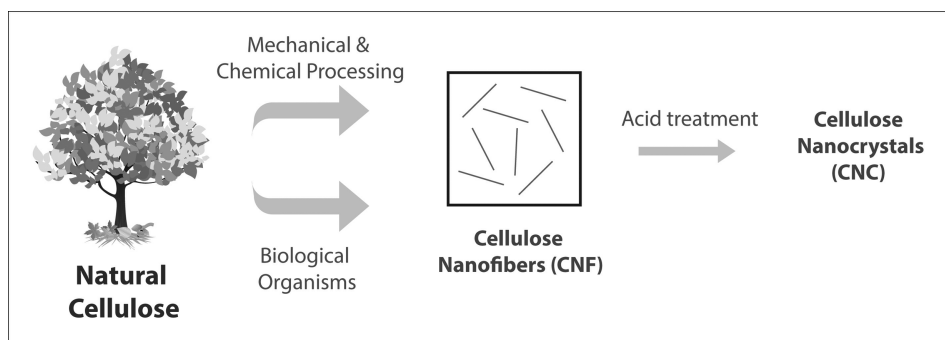 Mechanical &
Chemical Processing
Natural
Cellulose
Biological
Organisms
Cellulose
Nanofibers (CNF)
Acid treatment
Cellulose
Nanocrystals
(CNC)